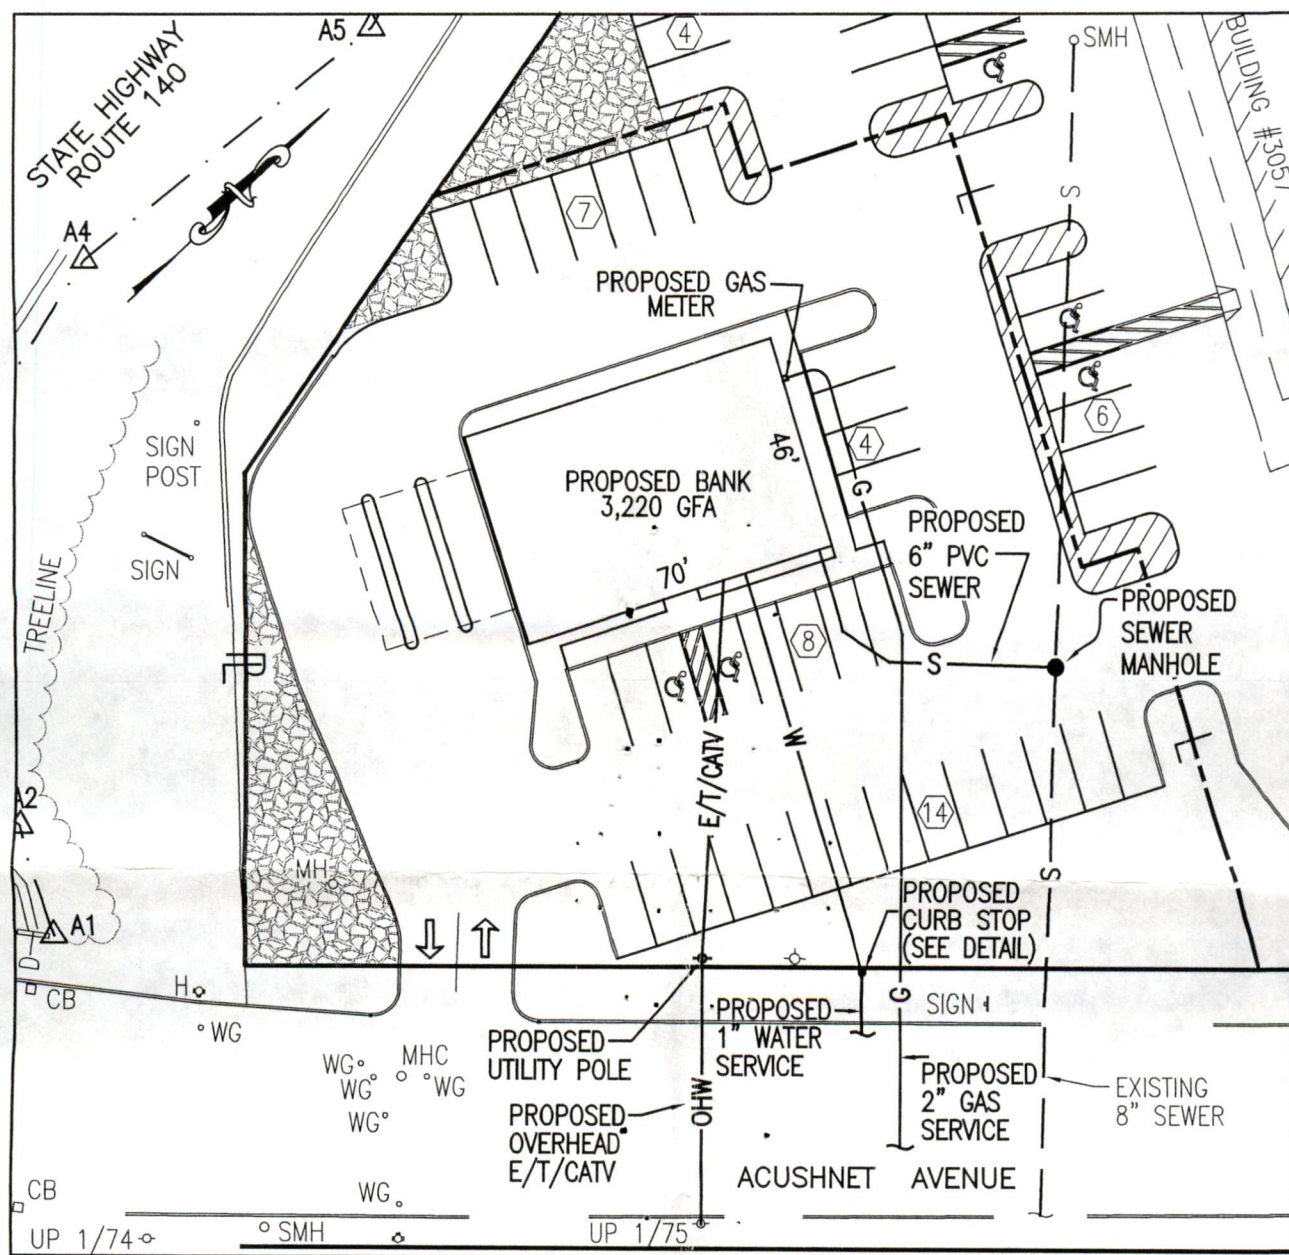 A5
STATE HIGHWAY
ROUTE 140
4
SMH
BUILDING #3057
S
A4
7
PROPOSED GAS
METER
SIGN
POST
46'
4
6
G
PROPOSED BANK
3,220 GFA
PROPOSED
6" PVC
SEWER
SIGN
TREELINE
70'
8
S
PROPOSED
SEWER
MANHOLE
E/T/CATV
W
A2
14
MH
S
PROPOSED
CURB STOP
(SEE DETAIL)
A1
D
CB
H
WG
G
SIGN
PROPOSED
UTILITY POLE
PROPOSED
1" WATER
SERVICE
WG
MHC
WG
WG
WG
PROPOSED
2" GAS
SERVICE
EXISTING
8" SEWER
PROPOSED
OVERHEAD
E/T/CATV
OHW
ACUSHNET AVENUE
CB
WG
UP 1/74
SMH
UP 1/75